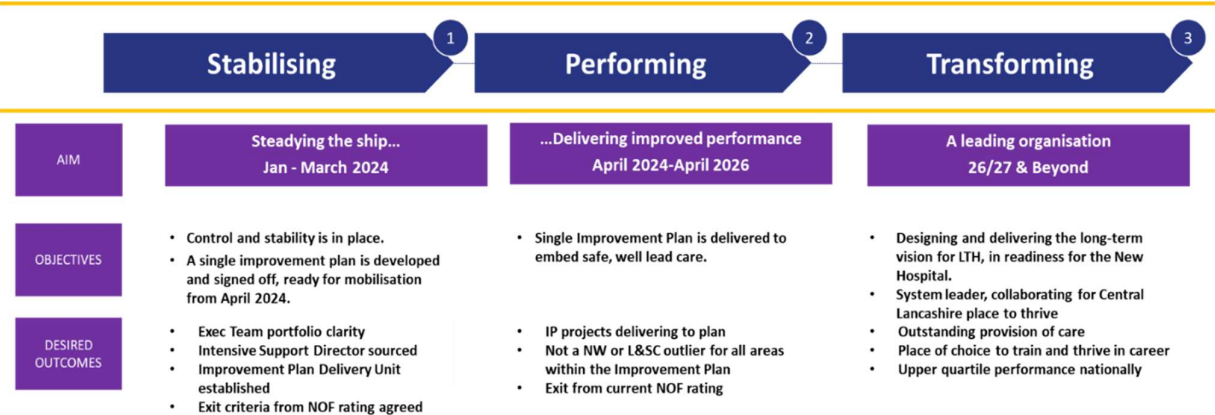 1
2
3
Stabilising
Performing
Transforming
AIM
Steadying the ship...
Jan - March 2024
...Delivering improved performance
April 2024-April 2026
A leading organisation
26/27 & Beyond
OBJECTIVES
• Control and stability is in place.
• A single improvement plan is developed
and signed off, ready for mobilisation
from April 2024.
• Single Improvement Plan is delivered to
embed safe, well lead care.
• Designing and delivering the long-term
vision for LTH, in readiness for the New
Hospital.
• System leader, collaborating for Central
Lancashire place to thrive
• Outstanding provision of care
• Place of choice to train and thrive in career
• Upper quartile performance nationally
DESIRED
OUTCOMES
• Exec Team portfolio clarity
• Intensive Support Director sourced
• Improvement Plan Delivery Unit
established
• Exit criteria from NOF rating agreed
• IP projects delivering to plan
• Not a NW or L&SC outlier for all areas
within the Improvement Plan
• Exit from current NOF rating